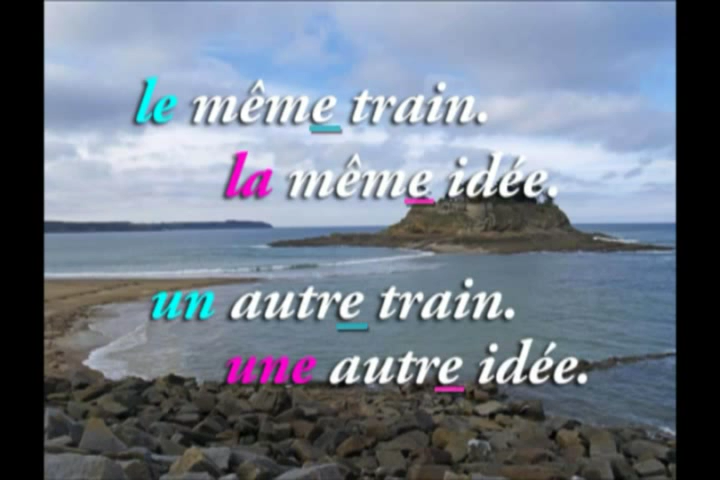 le même train.
la même idée.
un autre train.
une autre idée.